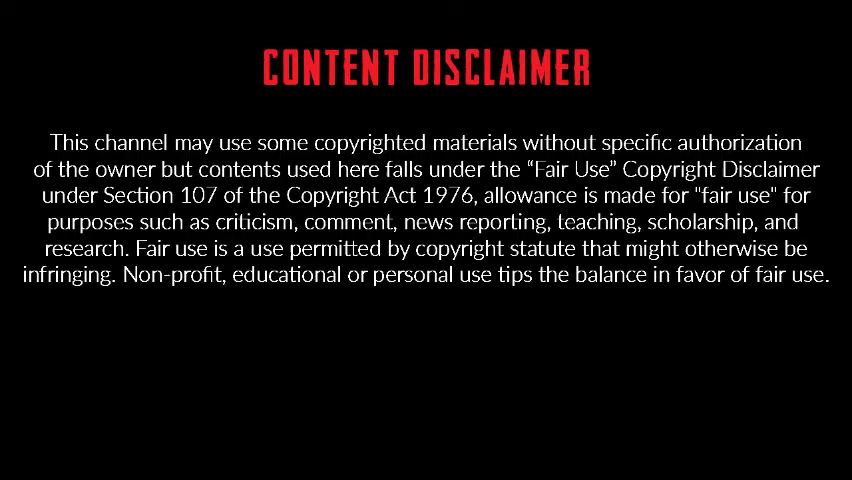 CONTENT DISCLAIMER
This channel may use some copyrighted materials without specific authorization
of the owner but contents used here falls under the “Fair Use” Copyright Disclaimer
under Section 107 of the Copyright Act 1976, allowance is made for "fair use" for
purposes such as criticism, comment, news reporting, teaching, scholarship, and
research. Fair use is a use permitted by copyright statute that might otherwise be
infringing. Non-profit, educational or personal use tips the balance in favor of fair use.